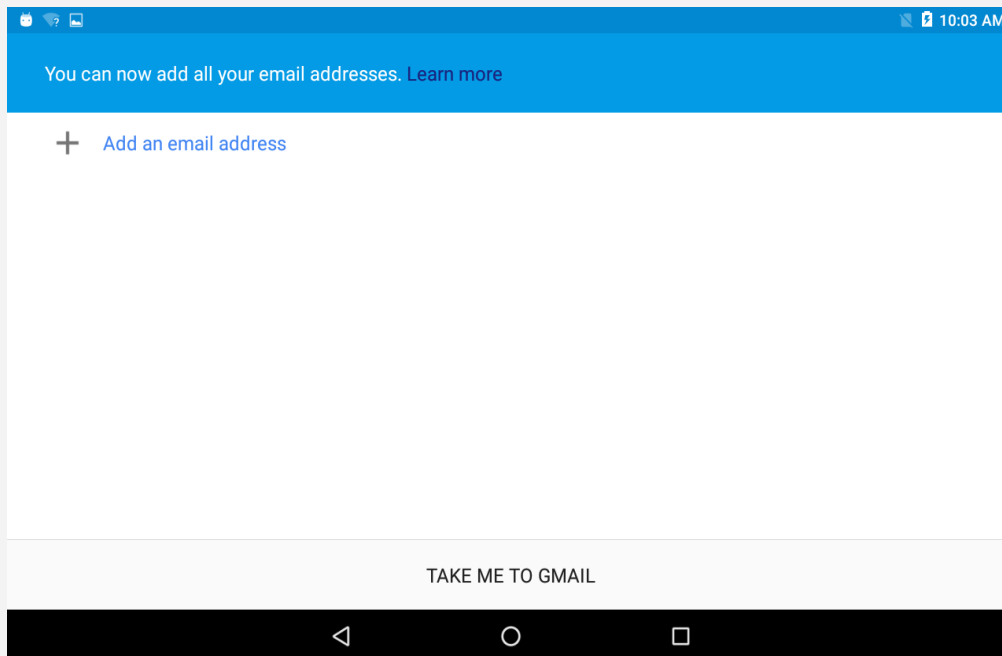 10:03 AM
You can now add all your email addresses. Learn more
Add an email address
TAKE ME TO GMAIL